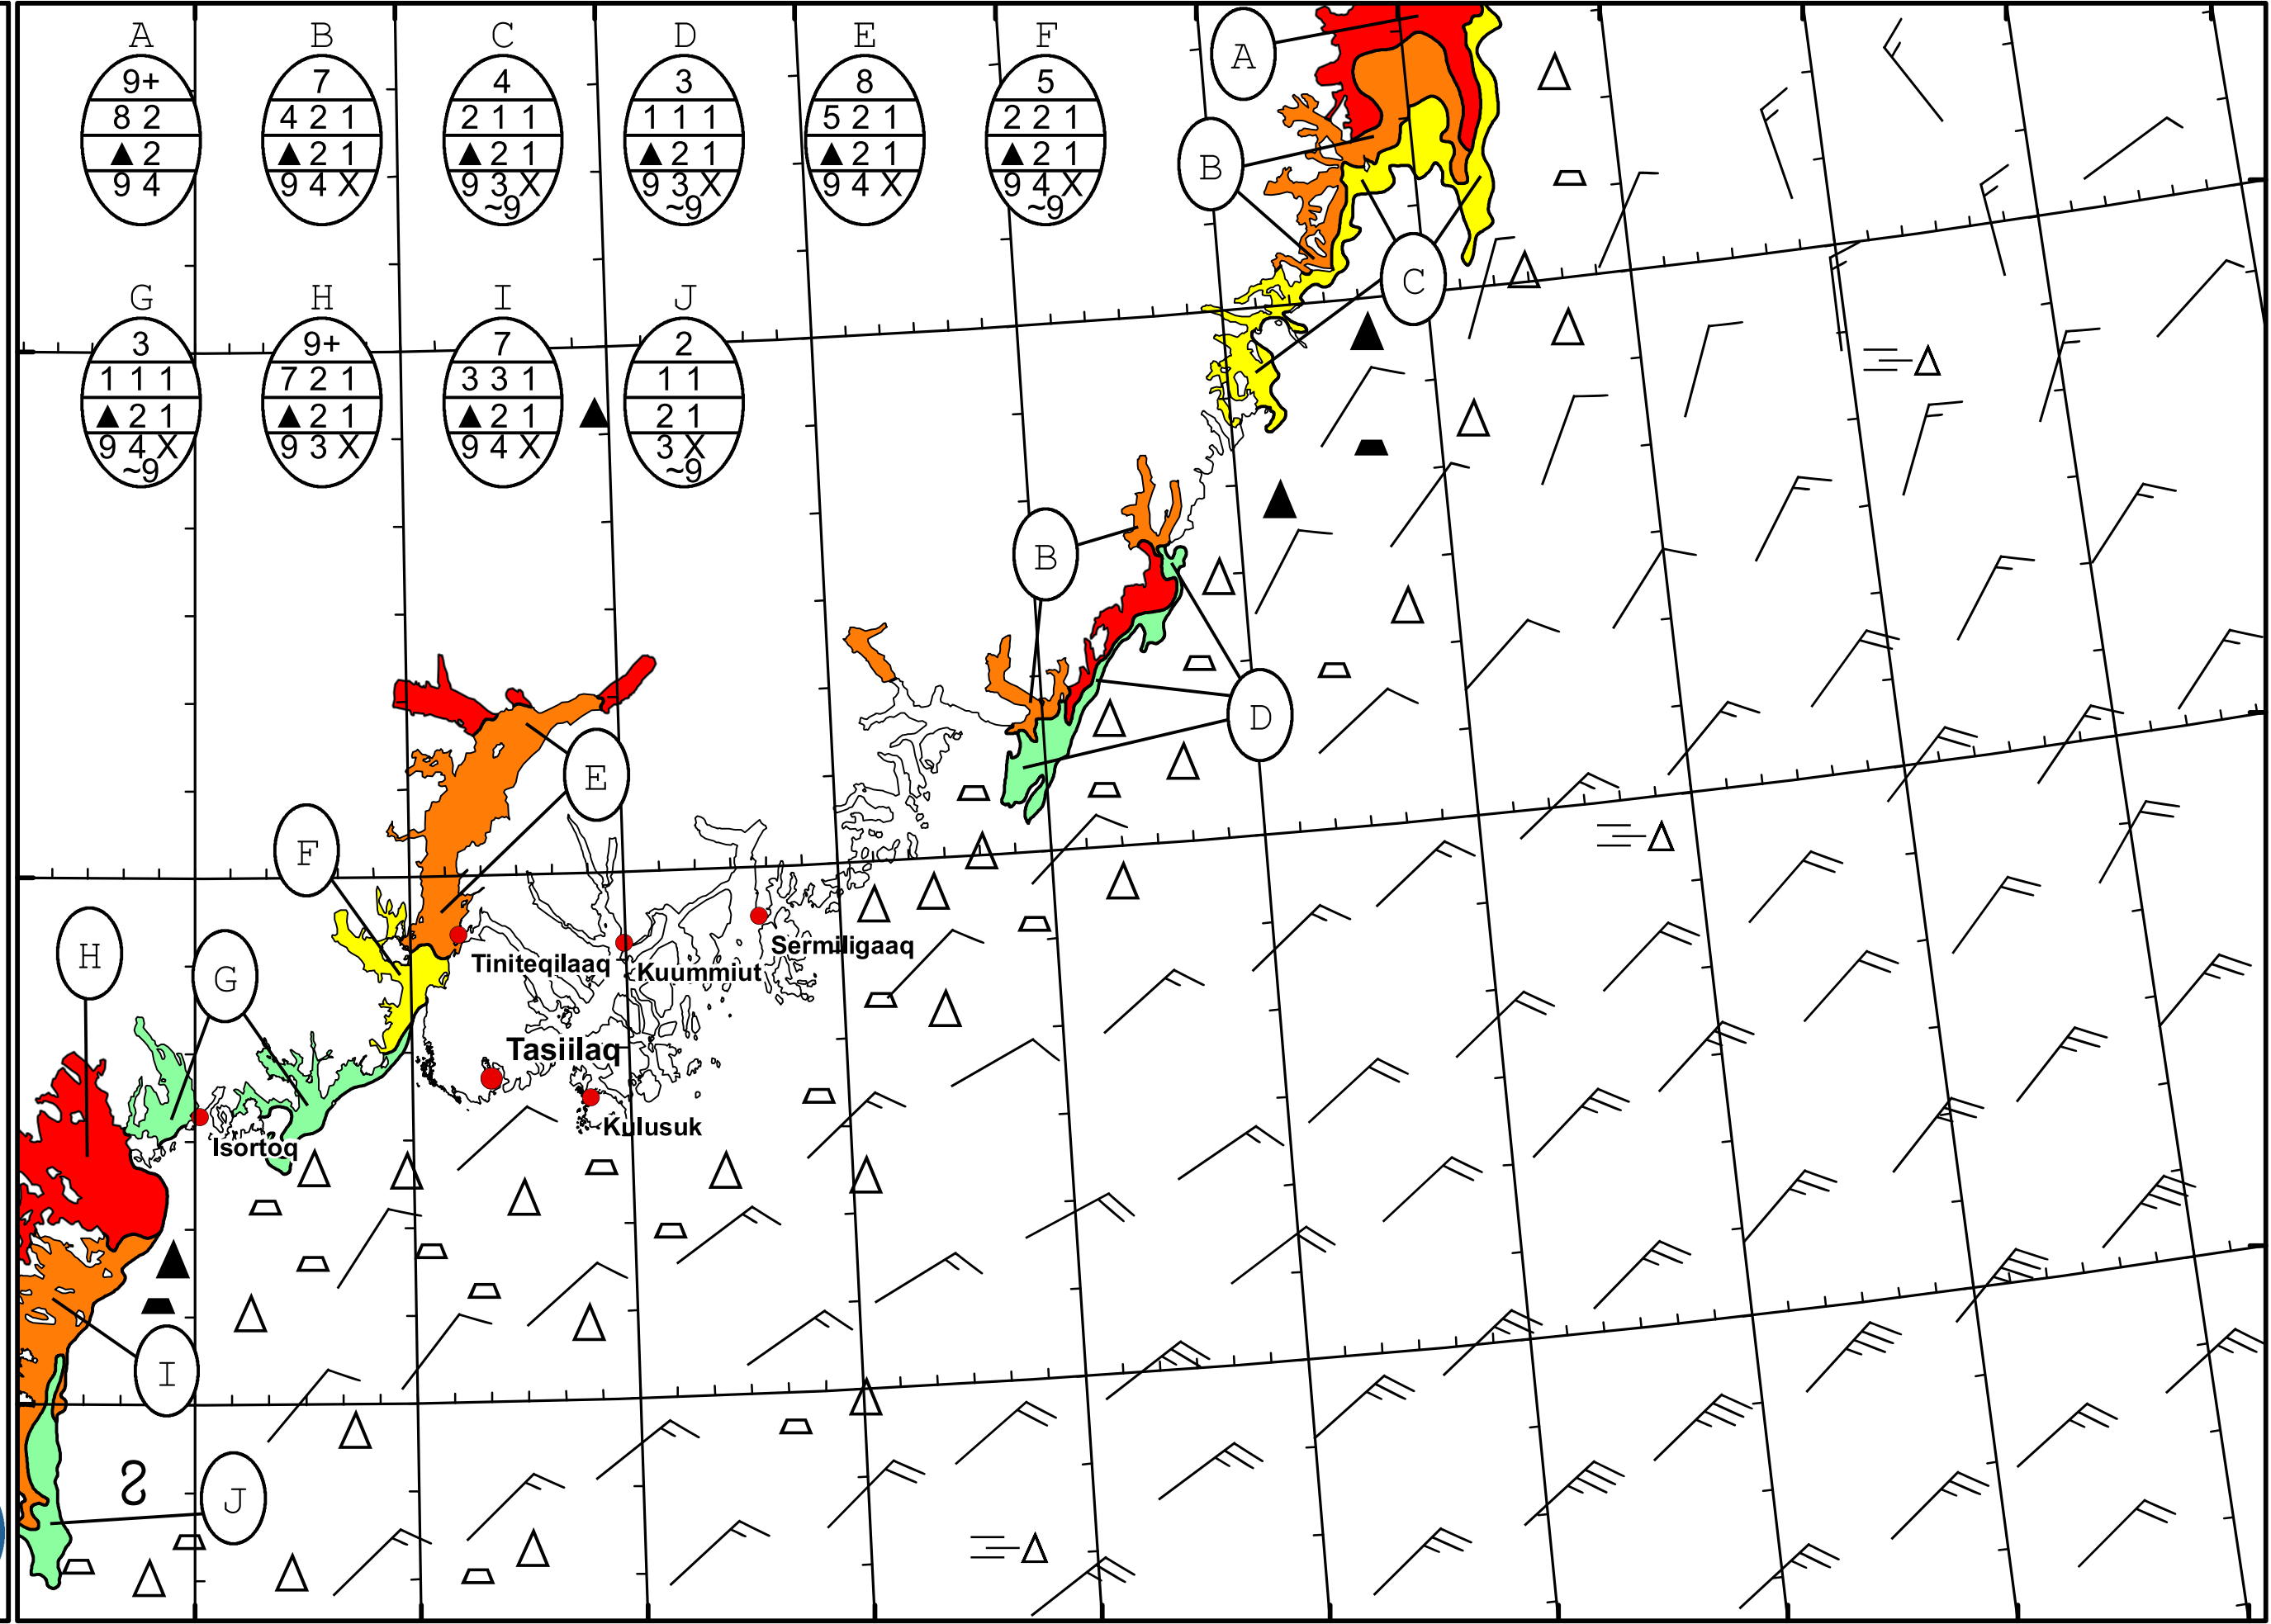 A B C D E F
9+ 7 4 3 8 5
8 2 4 2 1 2 1 1 1 1 1 5 2 1 2 2 1
▲ 2 ▲ 2 1 ▲ 2 1 ▲ 2 1 ▲ 2 1 ▲ 2 1
9 4 9 4 X 9 3 X 9 3 X 9 4 X 9 4 X
~9 ~9 ~9
G H I J
3 9+ 7 2
1 1 1 7 2 1 3 3 1 1 1
▲ 2 1 ▲ 2 1 ▲ 2 1 ▲ 2 1
9 4 X 9 3 X 9 4 X 3 X
~9 ~9
A
B
C
B
D
E
F
H
G
Sermiligaaq
Tiniteqilaaq
Kuummiut
Tasiilaq
Kulusuk
Isortoq
I
J